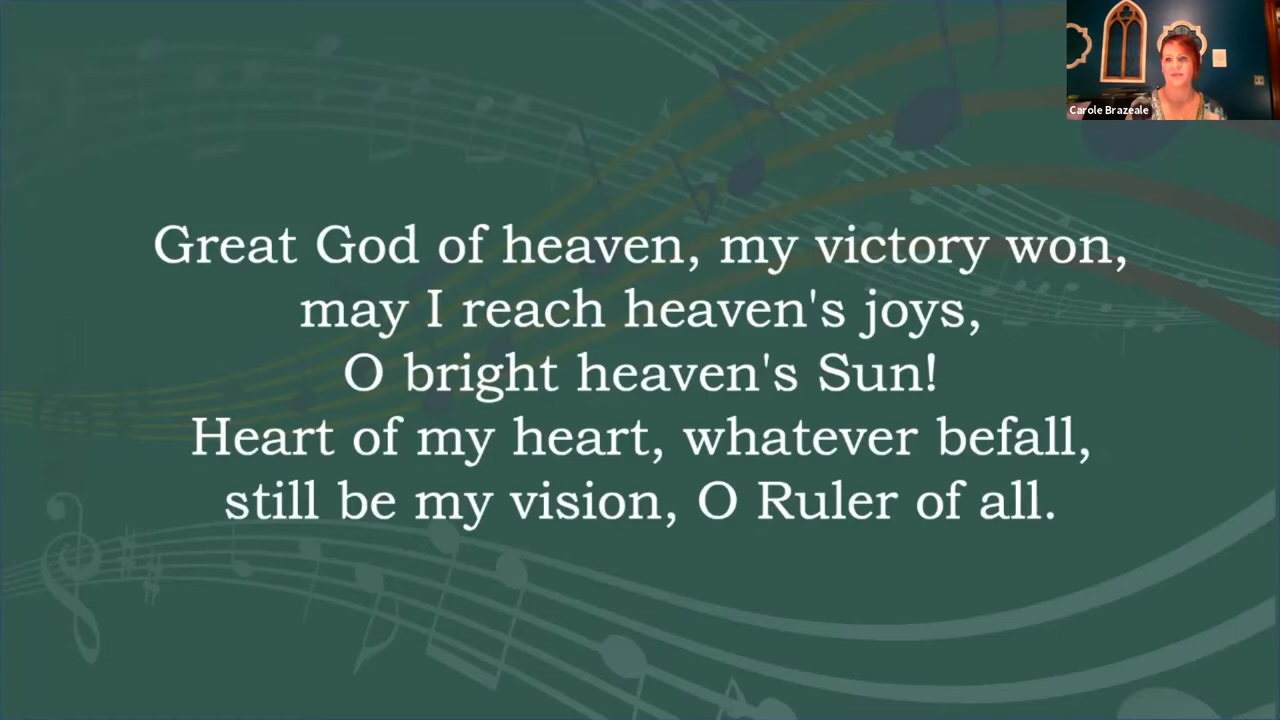 Carole Brazeale
Great God of heaven, my victory won,
may I reach heaven's joys,
O bright heaven's Sun!
Heart of my heart, whatever befall,
still be my vision, O Ruler of all.